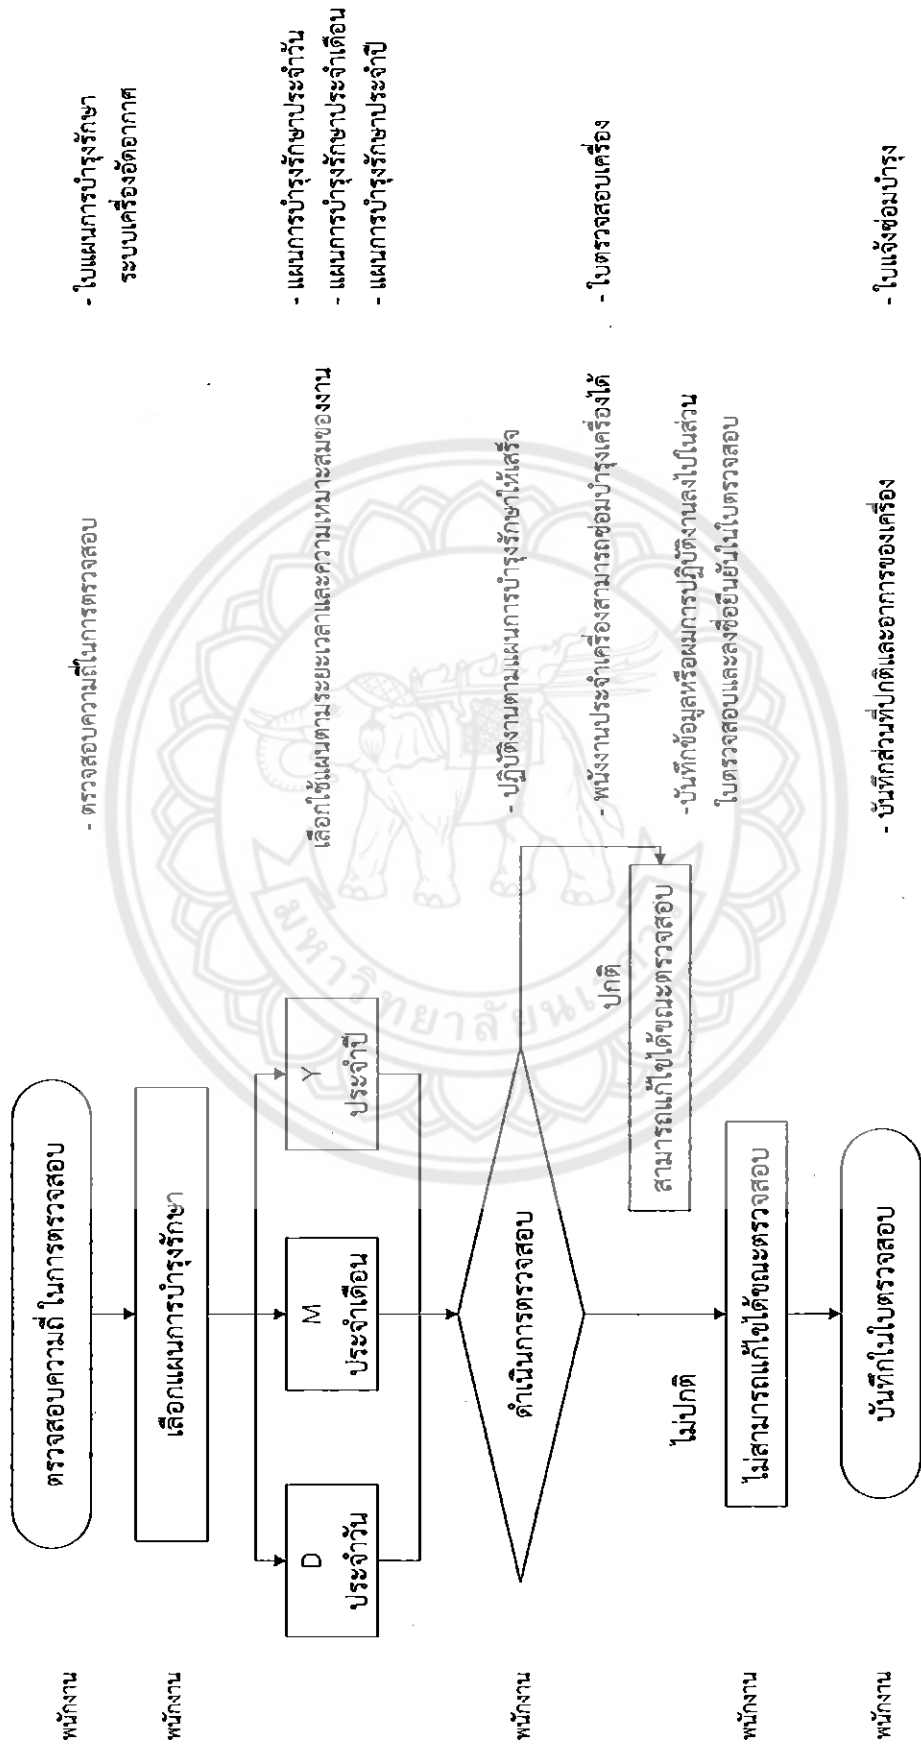 พนักงาน
ตรวจสอบความถี่ ในการตรวจสอบ
- ตรวจสอบความถี่ในการตรวจสอบ
- ใบแผนการบำรุงรักษา
ระบบเครื่องอัดอากาศ
พนักงาน
เลือกแผนการบำรุงรักษา
D
ประจำวัน
M
ประจำเดือน
Y
ประจำปี
เลือกใช้แผนตามระยะเวลาและความเหมาะสมของงาน
- แผนการบำรุงรักษาประจำวัน
- แผนการบำรุงรักษาประจำเดือน
- แผนการบำรุงรักษาประจำปี
พนักงาน
ดำเนินการตรวจสอบ
- ปฏิบัติงานตามแผนการบำรุงรักษาให้เสร็จ
ปกติ
- พนังงานประจำเครื่องสามารถซ่อมบำรุงเครื่องได้
- ใบตรวจสอบเครื่อง
สามารถแก้ไขได้ขณะตรวจสอบ
-บันทึกข้อมูลหรือผมการปฏิบัติงานลงไปในส่วน
ใบตรวจสอบและลงชื่อยืนยันในใบตรวจสอบ
ไม่ปกติ
พนักงาน
ไม่สามารถแก้ไขได้ขณะตรวจสอบ
พนักงาน
บันทึกในใบตรวจสอบ
- บันทึกส่วนที่ปกติและอาการของเครื่อง
- ใบแจ้งซ่อมบำรุง
มหาวิทยาลัยนเรศวร